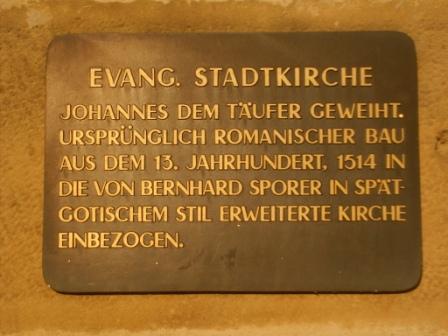 EVANG. STADTKIRCHE
JOHANNES DEM TÄUFER GEWEIHT.
URSPRÜNGLICH ROMANISCHER BAU
AUS DEM 13. JAHRHUNDERT, 1514 IN
DIE VON BERNHARD SPORER IN SPÄT-
GOTISCHEM STIL ERWEITERTE KIRCHE
EINBEZOGEN.